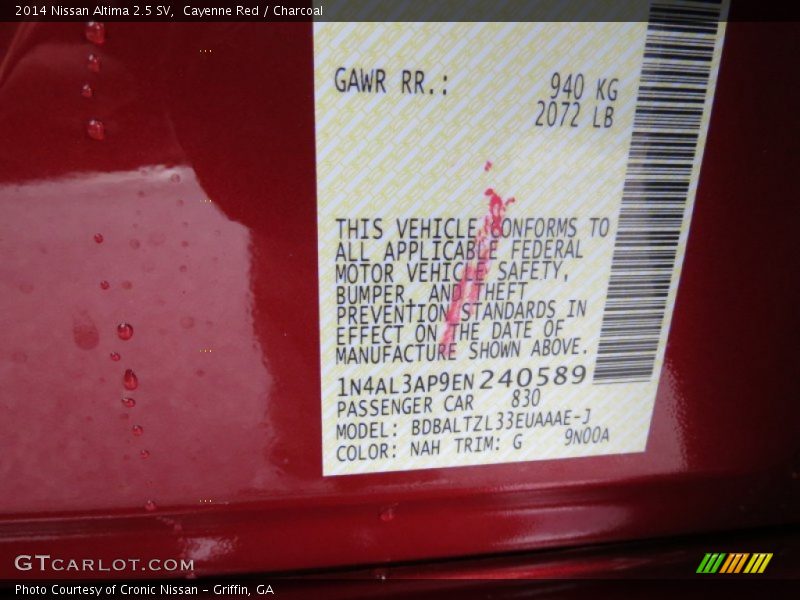 2014 Nissan Altima 2.5 SV,  Cayenne Red / Charcoal
GAWR RR.: 940 KG
2072 LB
THIS VEHICLE CONFORMS TO
ALL APPLICABLE FEDERAL
MOTOR VEHICLE SAFETY,
BUMPER, AND THEFT
PREVENTION STANDARDS IN
EFFECT ON THE DATE OF
MANUFACTURE SHOWN ABOVE.
1N4AL3AP9EN240589
PASSENGER CAR 830
MODEL: BDBALTZL33EUAAAE-J
COLOR: NAH TRIM: G 9N00A
GTCARLOT.COM
Photo Courtesy of Cronic Nissan - Griffin, GA